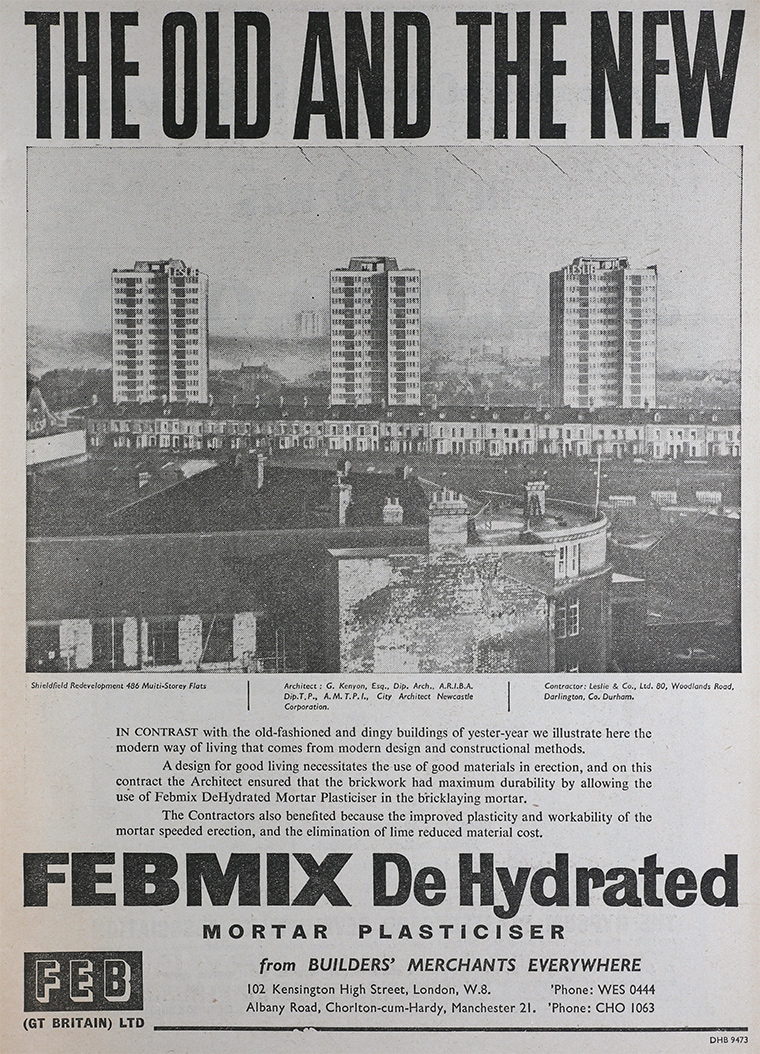 THE OLD AND THE NEW
LESLIE
LESLIE
Shieldfield Redevelopment 486 Multi-Storey Flats
Architect : G. Kenyon, Esq., Dip. Arch., A.R.I.B.A.
Dip.T.P., A.M.T.P.I., City Architect Newcastle
Corporation.
Contractor: Leslie & Co., Ltd. 80, Woodlands Road,
Darlington, Co. Durham.
IN CONTRAST with the old-fashioned and dingy buildings of yester-year we illustrate here the
modern way of living that comes from modern design and constructional methods.
A design for good living necessitates the use of good materials in erection, and on this
contract the Architect ensured that the brickwork had maximum durability by allowing the
use of Febmix DeHydrated Mortar Plasticiser in the bricklaying mortar.
The Contractors also benefited because the improved plasticity and workability of the
mortar speeded erection, and the elimination of lime reduced material cost.
FEBMIX De Hydrated
MORTAR PLASTICISER
from BUILDERS' MERCHANTS EVERYWHERE
102 Kensington High Street, London, W.8. 'Phone: WES 0444
Albany Road, Chorlton-cum-Hardy, Manchester 21. 'Phone: CHO 1063
FEB
(GT BRITAIN) LTD
DHB 9473